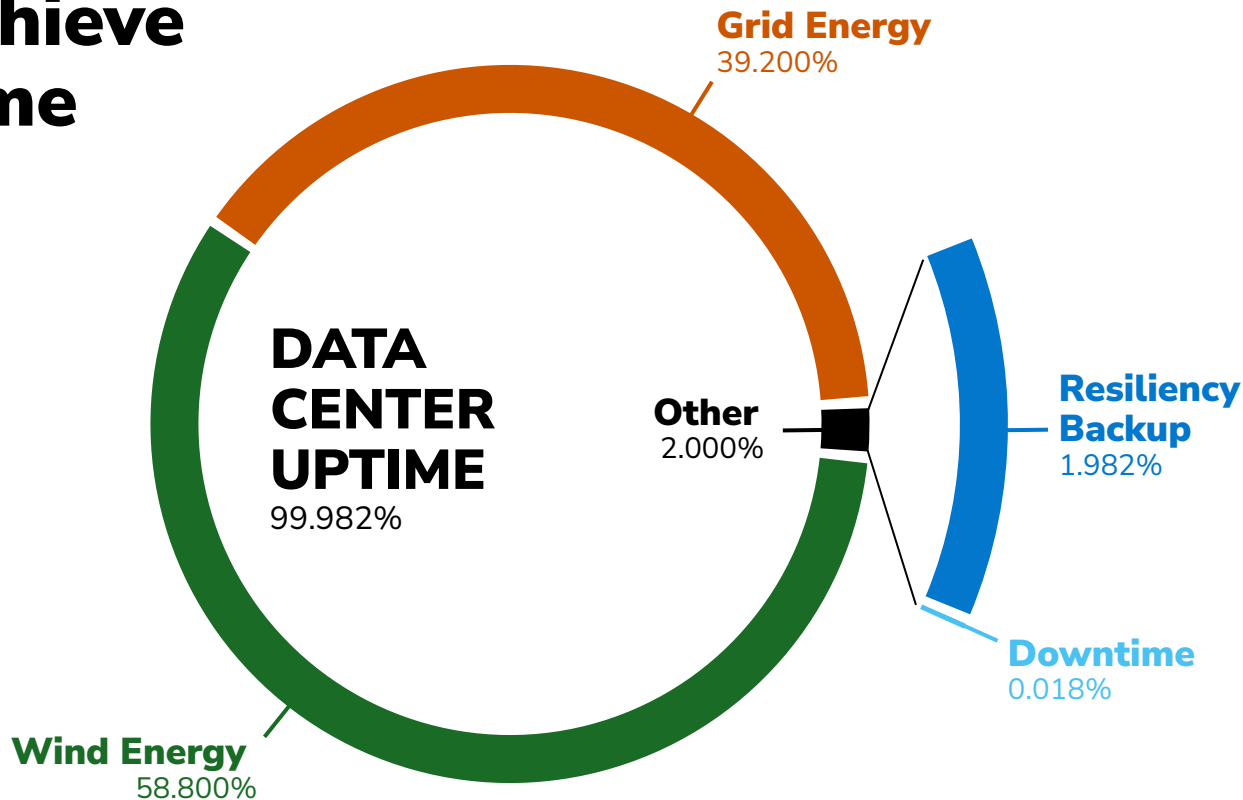 hieve
me
Grid Energy
39.200%
DATA
CENTER
UPTIME
99.982%
Other
2.000%
Resiliency
Backup
1.982%
Downtime
0.018%
Wind Energy
58.800%